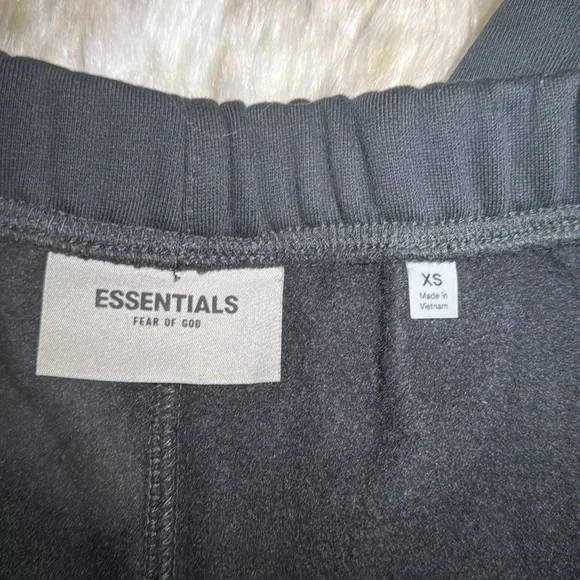 ESSENTIALS
FEAR OF GOD
XS
Made in
Vietnam